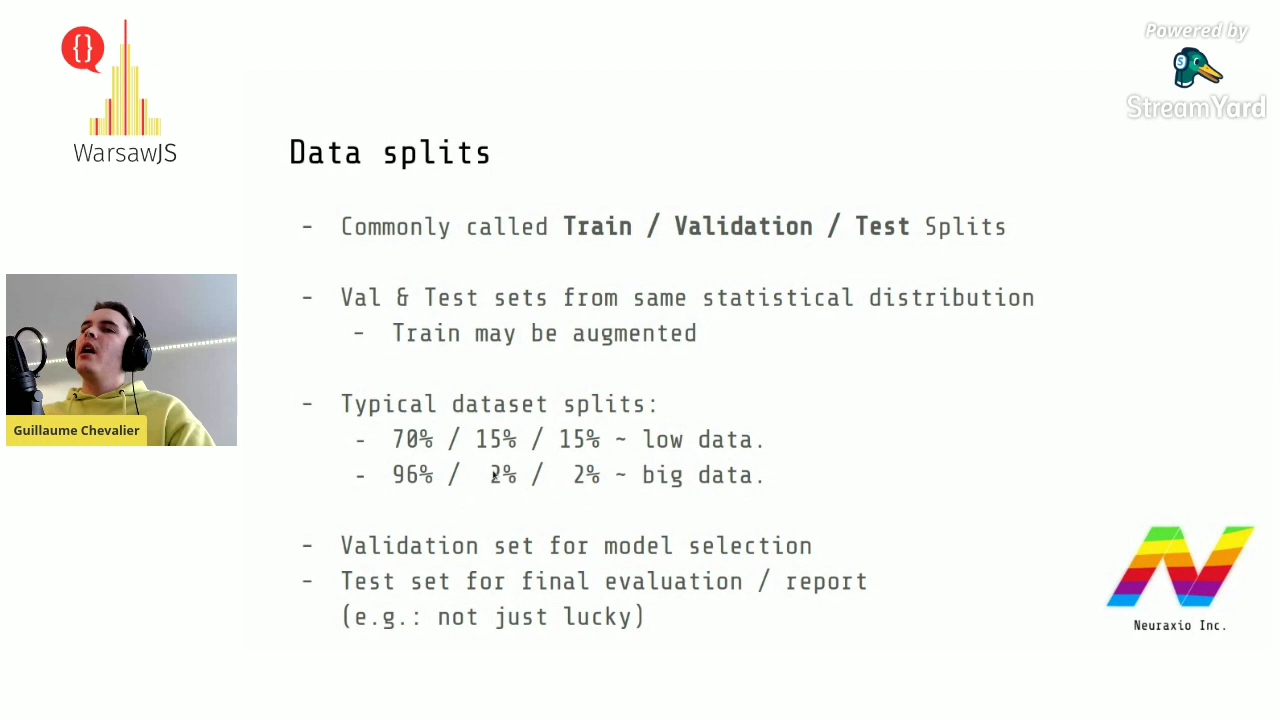 {}
WarsawJS
Powered by
S
StreamYard
Data splits
- Commonly called Train / Validation / Test Splits
- Val & Test sets from same statistical distribution
- Train may be augmented
- Typical dataset splits:
- 70% / 15% / 15% ~ low data.
- 96% / 2% / 2% ~ big data.
- Validation set for model selection
- Test set for final evaluation / report
(e.g.: not just lucky)
Guillaume Chevalier
N
Neuraxio Inc.